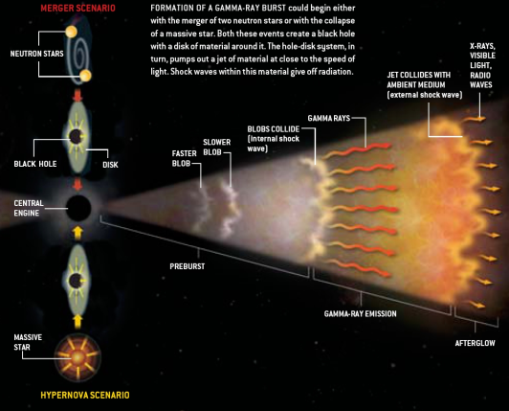 MERGER SCENARIO
FORMATION OF A GAMMA-RAY BURST could begin either
with the merger of two neutron stars or with the collapse
of a massive star. Both these events create a black hole
with a disk of material around it. The hole-disk system, in
turn, pumps out a jet of material at close to the speed of
light. Shock waves within this material give off radiation.
NEUTRON STARS
X-RAYS,
VISIBLE
LIGHT,
RADIO
WAVES
JET COLLIDES WITH
AMBIENT MEDIUM
(external shock wave)
GAMMA RAYS
BLOBS COLLIDE
(internal shock
wave)
SLOWER
BLOB
FASTER
BLOB
BLACK HOLE
DISK
CENTRAL
ENGINE
PREBURST
GAMMA-RAY EMISSION
AFTERGLOW
MASSIVE
STAR
HYPERNOVA SCENARIO